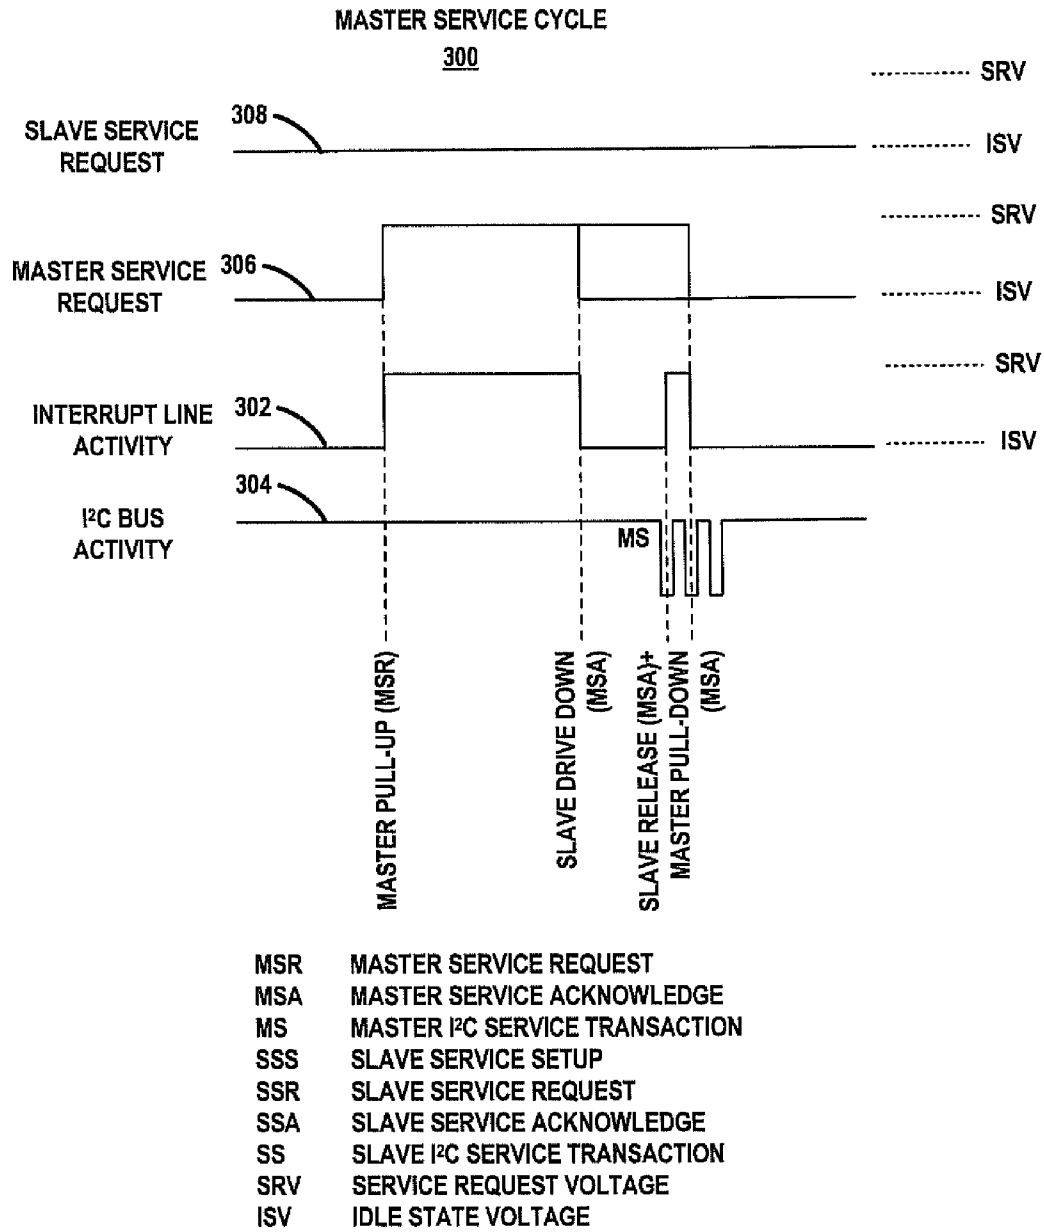 MASTER SERVICE CYCLE
300
SRV
308
SLAVE SERVICE
REQUEST
ISV
SRV
MASTER SERVICE
REQUEST
306
ISV
SRV
INTERRUPT LINE
ACTIVITY
302
ISV
304
I²C BUS
ACTIVITY
MS
MASTER PULL-UP (MSR)
SLAVE DRIVE DOWN
(MSA)
SLAVE RELEASE (MSA)+
MASTER PULL-DOWN
(MSA)
MSR MASTER SERVICE REQUEST
MSA MASTER SERVICE ACKNOWLEDGE
MS MASTER I²C SERVICE TRANSACTION
SSS SLAVE SERVICE SETUP
SSR SLAVE SERVICE REQUEST
SSA SLAVE SERVICE ACKNOWLEDGE
SS SLAVE I²C SERVICE TRANSACTION
SRV SERVICE REQUEST VOLTAGE
ISV IDLE STATE VOLTAGE